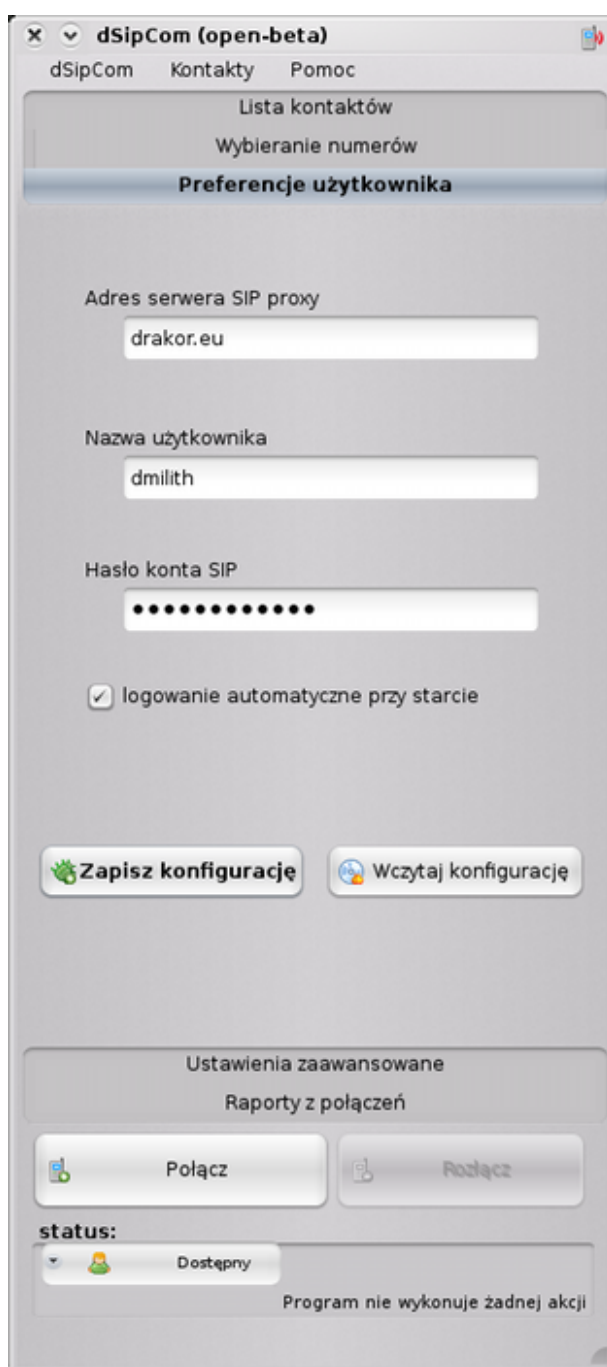 dSipCom (open-beta)
dSipCom Kontakty Pomoc
Lista kontaktów
Wybieranie numerów
Preferencje użytkownika
Adres serwera SIP proxy
drakor.eu
Nazwa użytkownika
dmilith
Hasło konta SIP
••••••••••••
logowanie automatyczne przy starcie
Zapisz konfigurację Wczytaj konfigurację
Ustawienia zaawansowane
Raporty z połączeń
Połącz Rozłącz
status:
Dostępny
Program nie wykonuje żadnej akcji